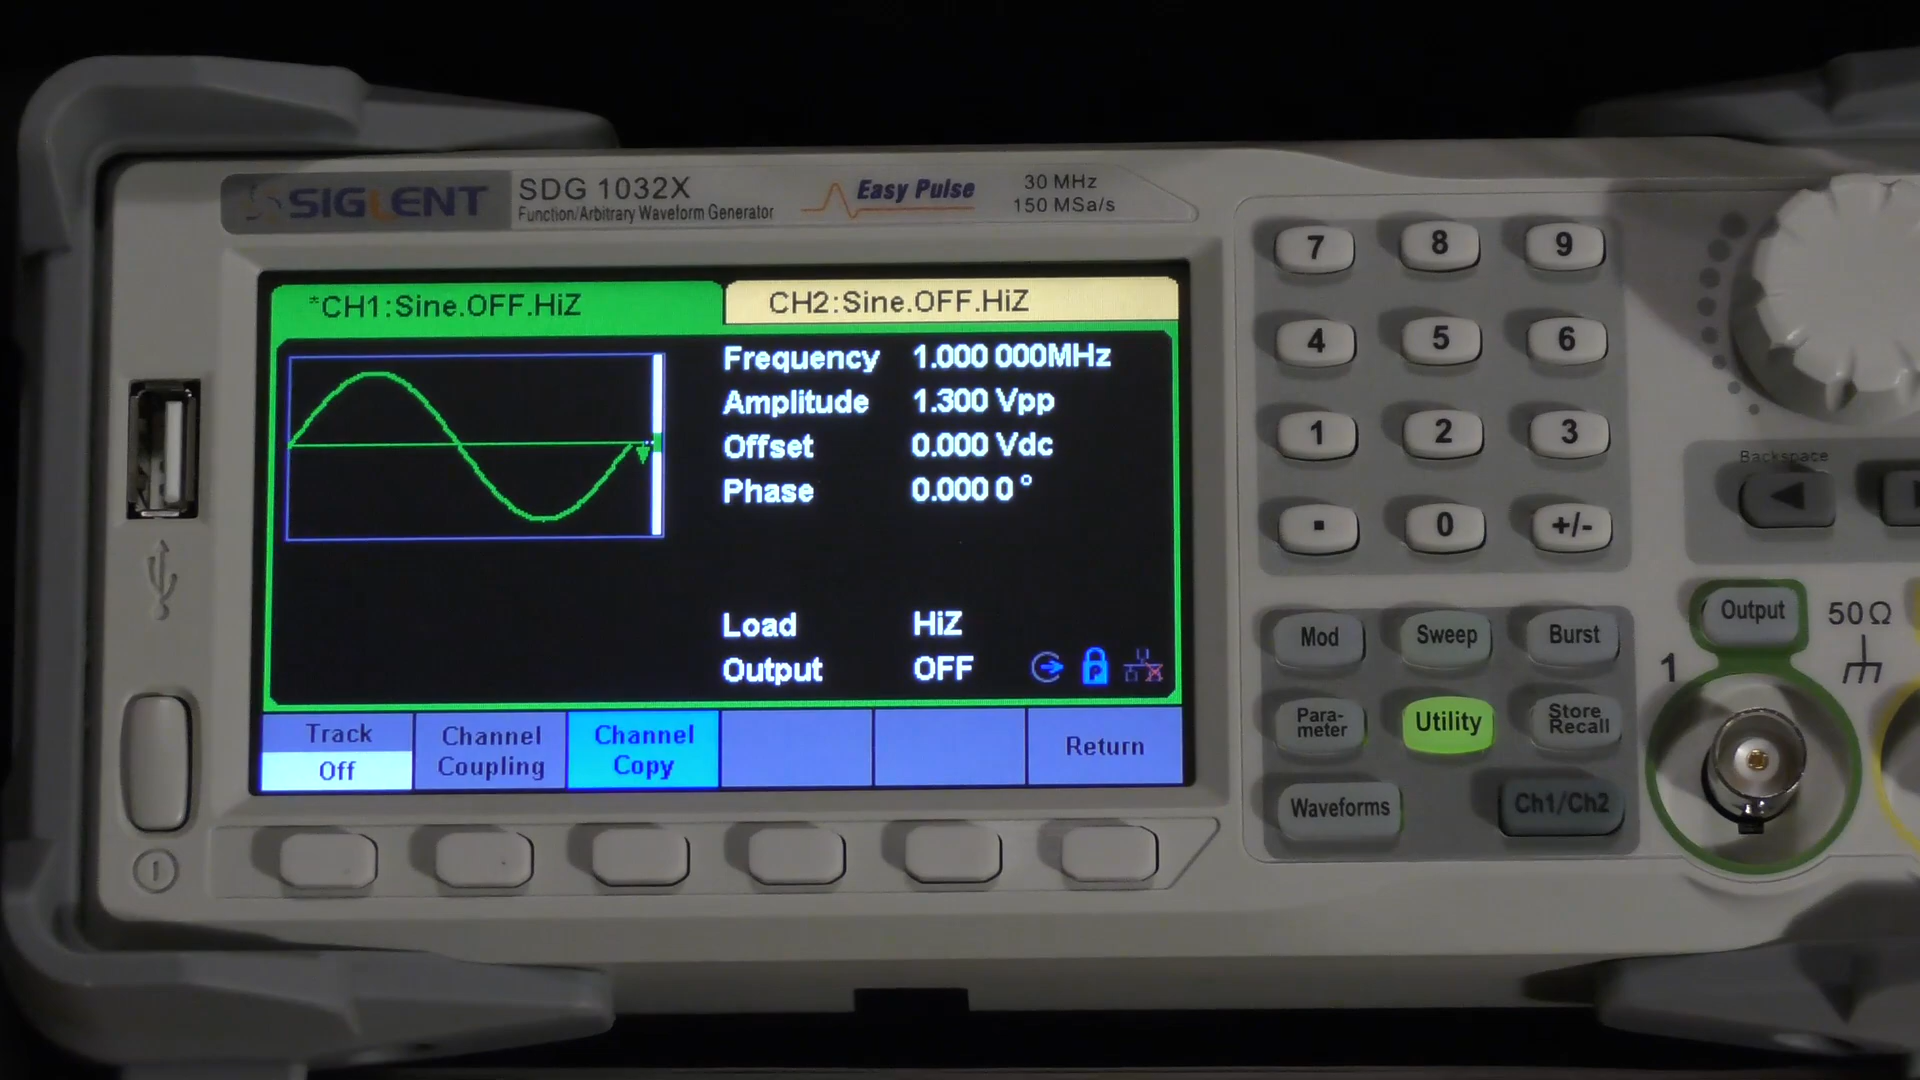 SIGLENT
SDG 1032X
Function/Arbitrary Waveform Generator
Easy Pulse
30 MHz
150 MSa/s
*CH1:Sine.OFF.HiZ
CH2:Sine.OFF.HiZ
Frequency 1.000 000MHz
Amplitude 1.300 Vpp
Offset 0.000 Vdc
Phase 0.000 0 °
Load HiZ
Output OFF
P
Track
Off
Channel
Coupling
Channel
Copy
Return
7 8 9
4 5 6
1 2 3
. 0 +/-
Backspace
Mod Sweep Burst
Para-
meter
Utility
Store
Recall
Waveforms
Ch1/Ch2
Output
50Ω
1